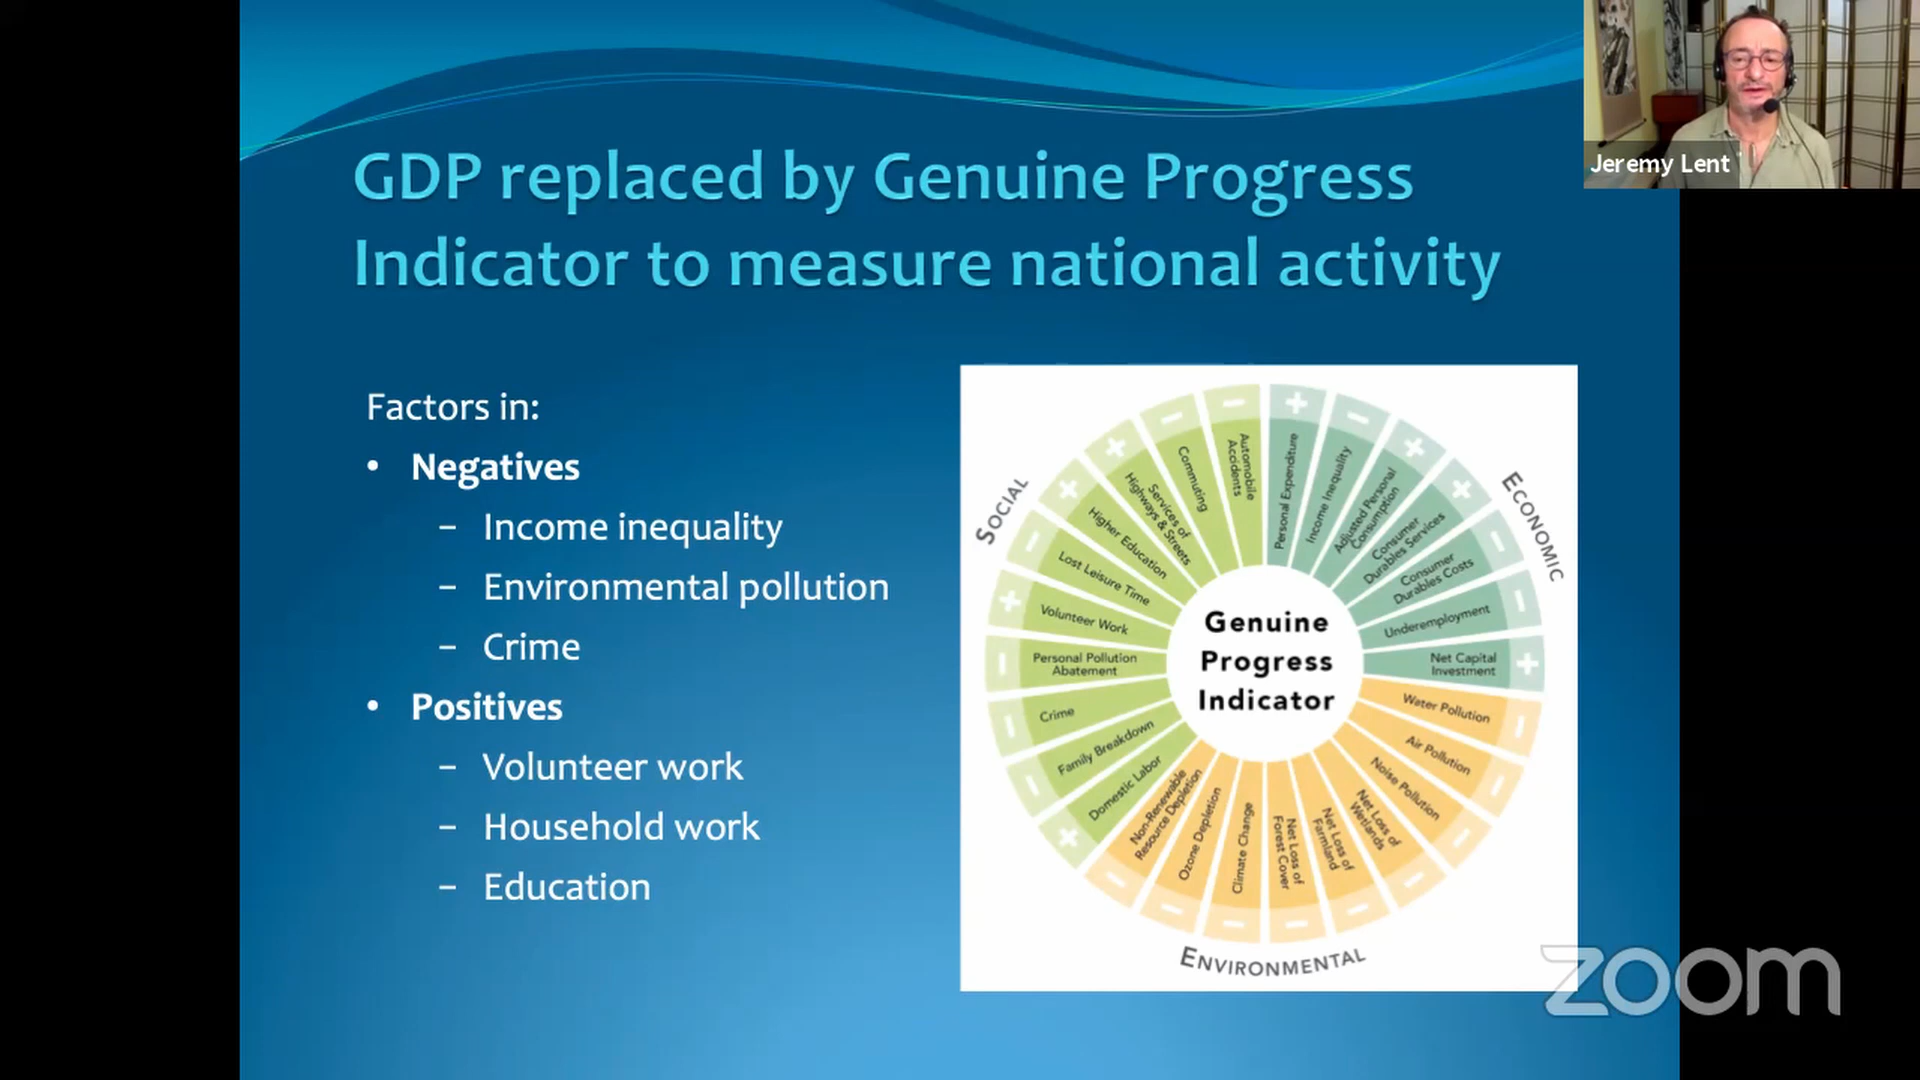 GDP replaced by Genuine Progress
Indicator to measure national activity
Jeremy Lent
Factors in:
• Negatives
– Income inequality
– Environmental pollution
– Crime
• Positives
– Volunteer work
– Household work
– Education
Genuine
Progress
Indicator
ECONOMIC
+ Personal Expenditure
− Income Inequality
+ Adjusted Personal
Consumption
+ Consumer
Durables Services
− Consumer
Durables Costs
− Underemployment
+ Net Capital
Investment
ENVIRONMENTAL
− Water Pollution
− Air Pollution
− Noise Pollution
− Net Loss of
Wetlands
− Net Loss of
Farmland
− Net Loss of
Forest Cover
− Climate Change
− Ozone Depletion
− Non-Renewable
Resource Depletion
SOCIAL
+ Domestic Labor
− Family Breakdown
− Crime
− Personal Pollution
Abatement
+ Volunteer Work
− Lost Leisure Time
+ Higher Education
+ Services of
Highways & Streets
− Commuting
− Automobile
Accidents
zoom